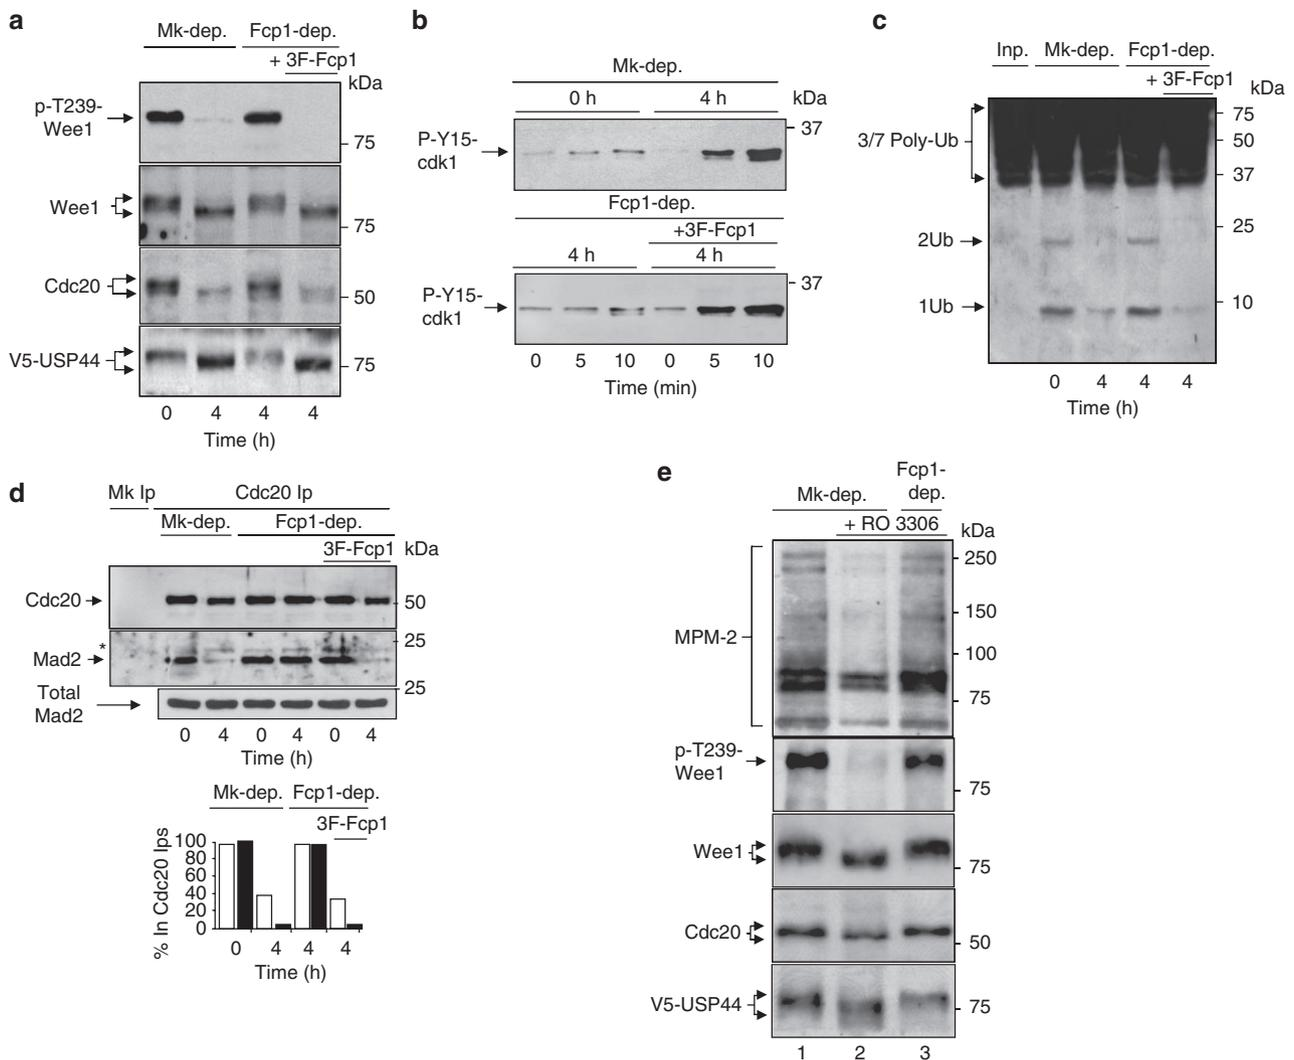 a
Mk-dep. Fcp1-dep.
+ 3F-Fcp1
kDa
p-T239-
Wee1
75
Wee1
75
Cdc20
50
V5-USP44
75
0 4 4 4
Time (h)
b
Mk-dep.
0 h 4 h kDa
P-Y15-
cdk1
37
Fcp1-dep.
+3F-Fcp1
4 h 4 h
P-Y15-
cdk1
37
0 5 10 0 5 10
Time (min)
c
Inp. Mk-dep. Fcp1-dep.
+ 3F-Fcp1
kDa
3/7 Poly-Ub
75
50
37
2Ub
25
1Ub
10
0 4 4 4
Time (h)
d
Mk Ip Cdc20 Ip
Mk-dep. Fcp1-dep.
3F-Fcp1 kDa
Cdc20
50
*
Mad2
25
Total
Mad2
25
0 4 0 4 0 4
Time (h)
Mk-dep. Fcp1-dep.
3F-Fcp1
% In Cdc20 Ips
100
80
60
40
20
0
0 4 4 4
Time (h)
e
Mk-dep. Fcp1-
dep.
+ RO 3306
kDa
MPM-2
250
150
100
75
p-T239-
Wee1
75
Wee1
75
Cdc20
50
V5-USP44
75
1 2 3